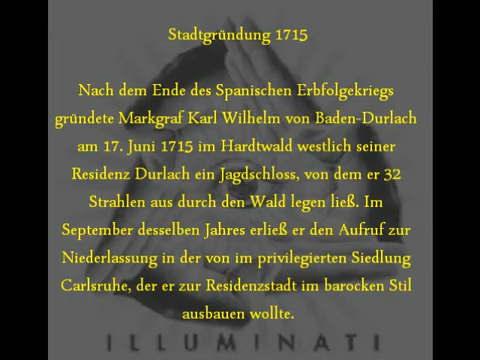 Stadtgründung 1715
Nach dem Ende des Spanischen Erbfolgekriegs
gründete Markgraf Karl Wilhelm von Baden-Durlach
am 17. Juni 1715 im Hardtwald westlich seiner
Residenz Durlach ein Jagdschloss, von dem er 32
Strahlen aus durch den Wald legen ließ. Im
September desselben Jahres erließ er den Aufruf zur
Niederlassung in der von im privilegierten Siedlung
Carlsruhe, der er zur Residenzstadt im barocken Stil
ausbauen wollte.
ILLUMINATI